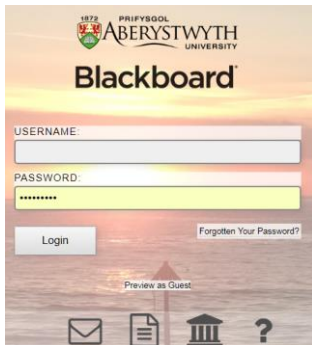 1872
PRIFYSGOL
ABERYSTWYTH
UNIVERSITY
Blackboard
USERNAME:
PASSWORD:
•••••••••
Login
Forgotten Your Password?
Preview as Guest
?